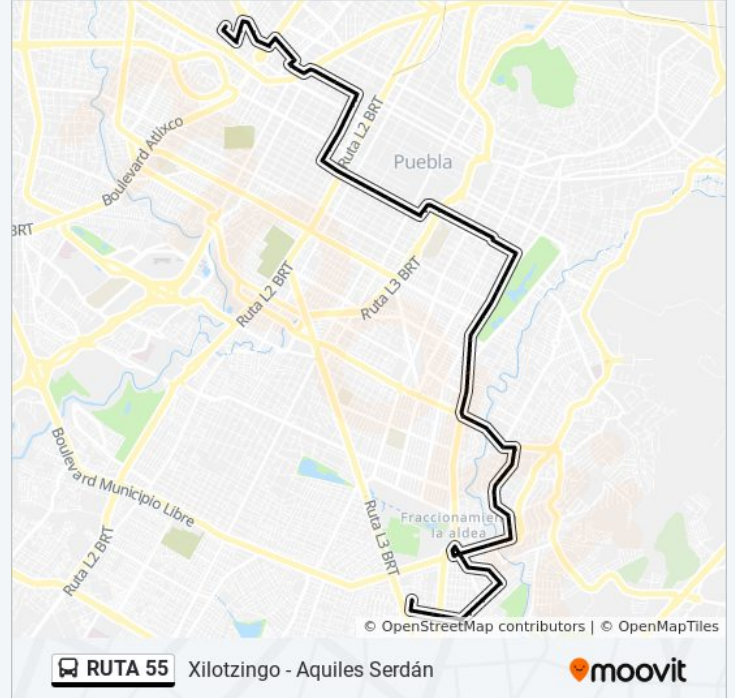 Ruta L2 BRT
Boulevard Atlixco
Puebla
BRT
Ruta L2 BRT
Ruta L3 BRT
Boulevard Municipio Libre
Ruta L3 BRT
Fraccionamien
la aldea
Ruta L2 BRT
© OpenStreetMap contributors | © OpenMapTiles
RUTA 55
Xilotzingo - Aquiles Serdán
moovit